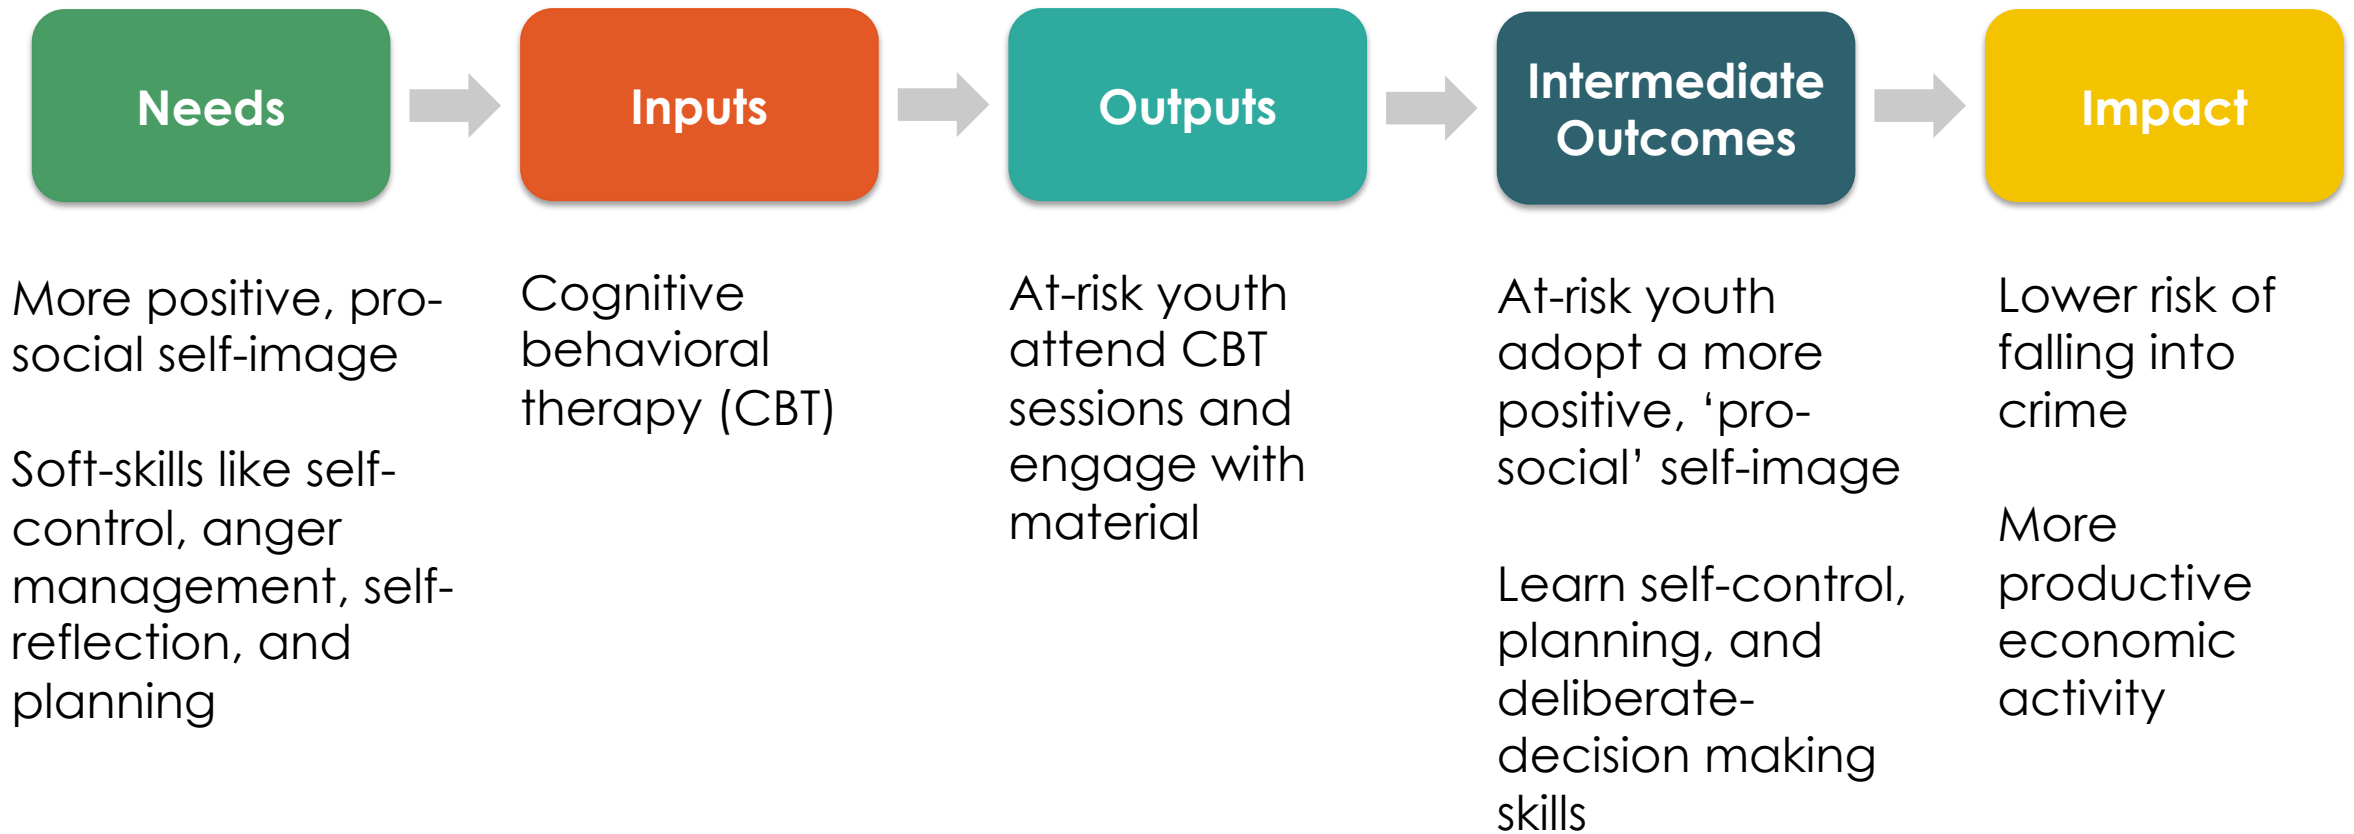 Needs
Inputs
Outputs
Intermediate
Outcomes
Impact
More positive, pro-
social self-image
Soft-skills like self-
control, anger
management, self-
reflection, and
planning
Cognitive
behavioral
therapy (CBT)
At-risk youth
attend CBT
sessions and
engage with
material
At-risk youth
adopt a more
positive, ‘pro-
social’ self-image
Learn self-control,
planning, and
deliberate-
decision making
skills
Lower risk of
falling into
crime
More
productive
economic
activity